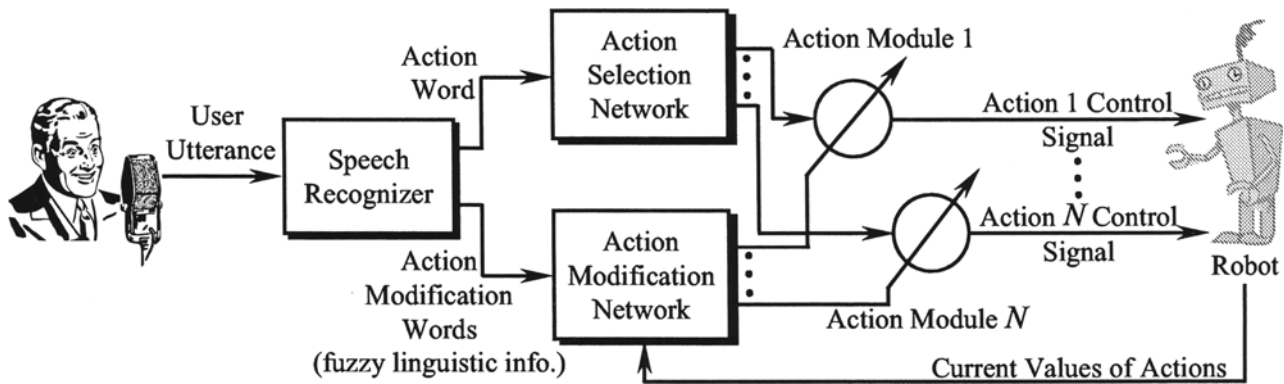 User
Utterance
Speech
Recognizer
Action
Word
Action
Modification
Words
(fuzzy linguistic info.)
Action
Selection
Network
Action
Modification
Network
Action Module 1
Action Module N
Action 1 Control
Signal
Action N Control
Signal
Robot
Current Values of Actions